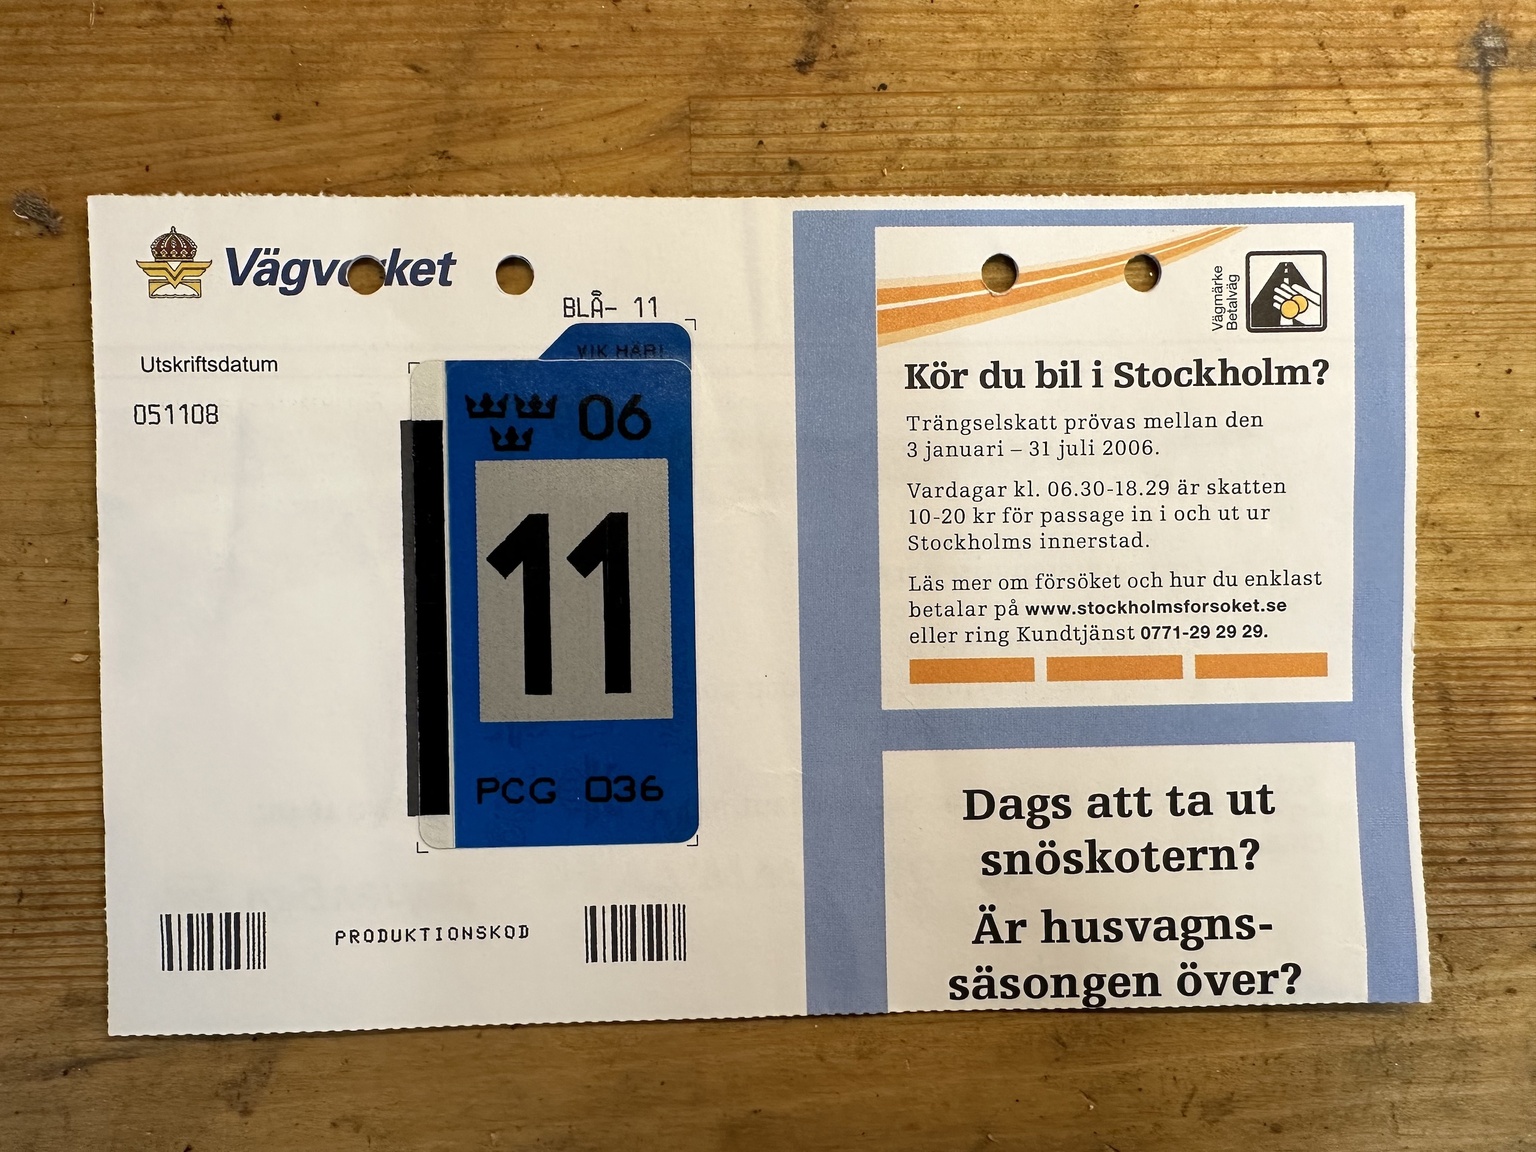 Vägverket
BLÅ- 11
Utskriftsdatum
051108
VIK HÄR!
06
11
PCG 036
PRODUKTIONSKOD
Vägmärke
Betalväg
Kör du bil i Stockholm?
Trängselskatt prövas mellan den
3 januari – 31 juli 2006.
Vardagar kl. 06.30-18.29 är skatten
10-20 kr för passage in i och ut ur
Stockholms innerstad.
Läs mer om försöket och hur du enklast
betalar på www.stockholmsforsoket.se
eller ring Kundtjänst 0771-29 29 29.
Dags att ta ut
snöskotern?
Är husvagns-
säsongen över?